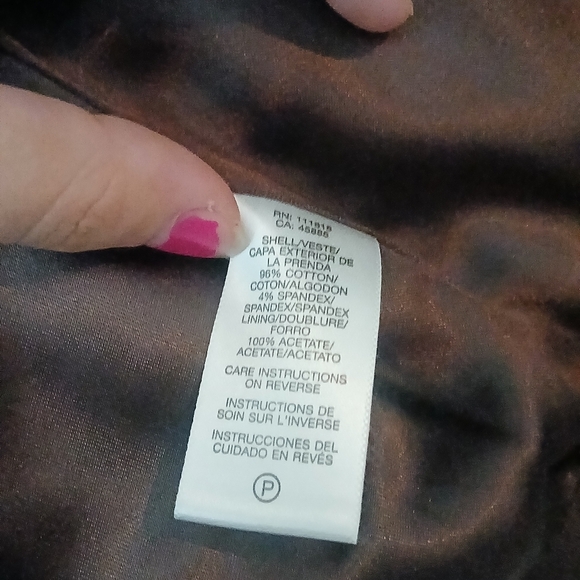 RN: 111818
CA: 45885
SHELL/VESTE/
CAPA EXTERIOR DE
LA PRENDA
96% COTTON/
COTON/ALGODON
4% SPANDEX/
SPANDEX/SPANDEX
LINING/DOUBLURE/
FORRO
100% ACETATE/
ACETATE/ACETATO
CARE INSTRUCTIONS
ON REVERSE
INSTRUCTIONS DE
SOIN SUR L'INVERSE
INSTRUCCIONES DEL
CUIDADO EN REVÉS
P